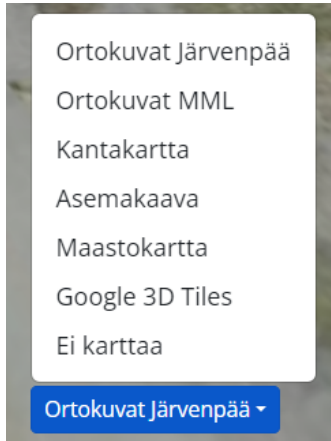 Ortokuvat Järvenpää
Ortokuvat MML
Kantakartta
Asemakaava
Maastokartta
Google 3D Tiles
Ei karttaa
Ortokuvat Järvenpää